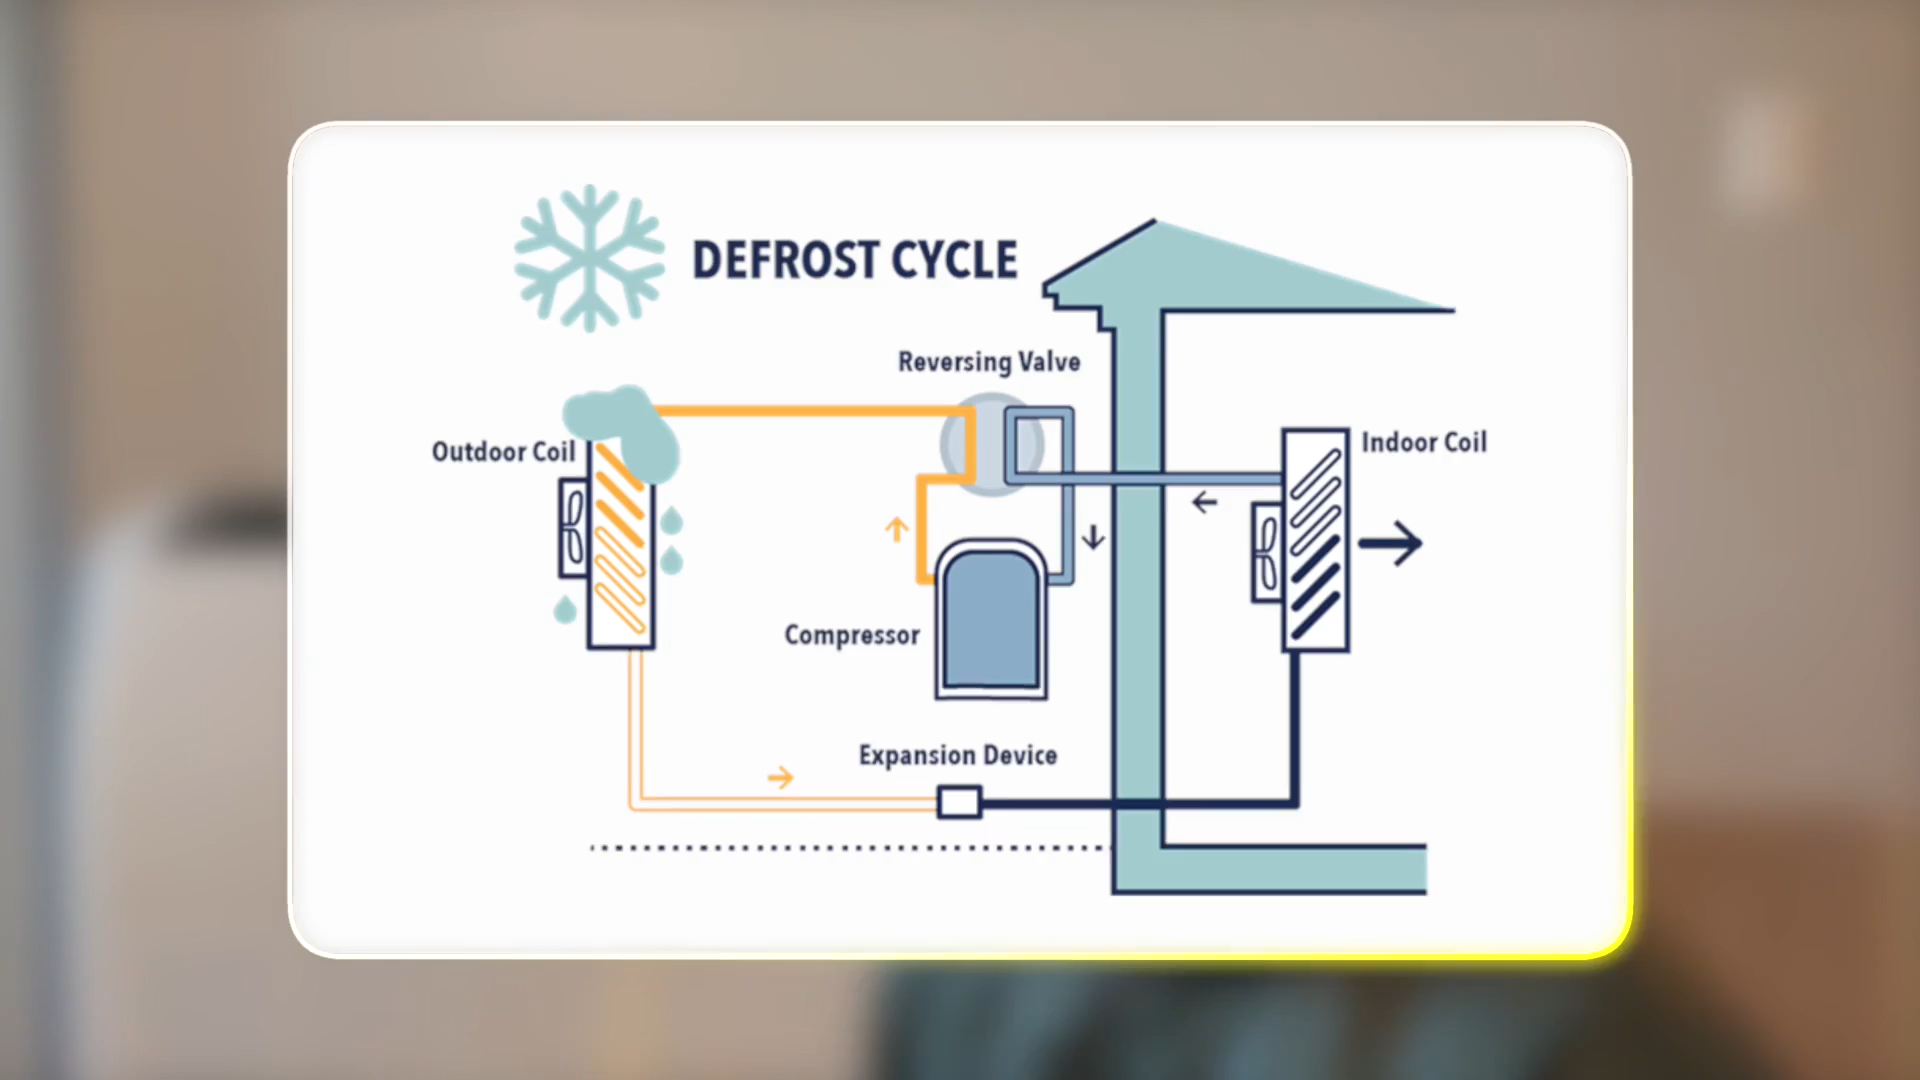 DEFROST CYCLE
Reversing Valve
Outdoor Coil
Indoor Coil
Compressor
Expansion Device